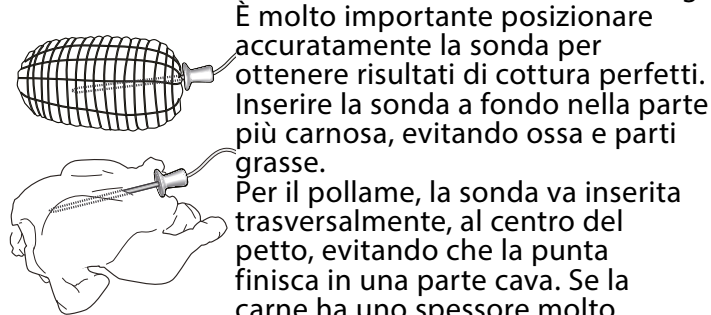 È molto importante posizionare
accuratamente la sonda per
ottenere risultati di cottura perfetti.
Inserire la sonda a fondo nella parte
più carnosa, evitando ossa e parti
grasse.
Per il pollame, la sonda va inserita
trasversalmente, al centro del
petto, evitando che la punta
finisca in una parte cava. Se la
carne ha uno spessore molto